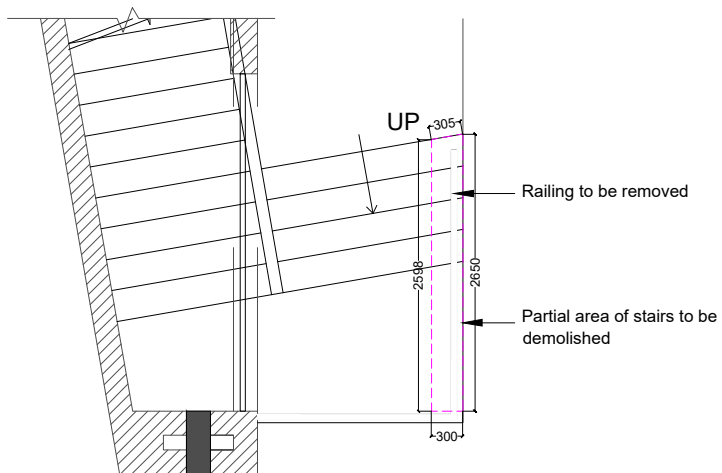 UP
305
Railing to be removed
2598
2650
Partial area of stairs to be
demolished
300